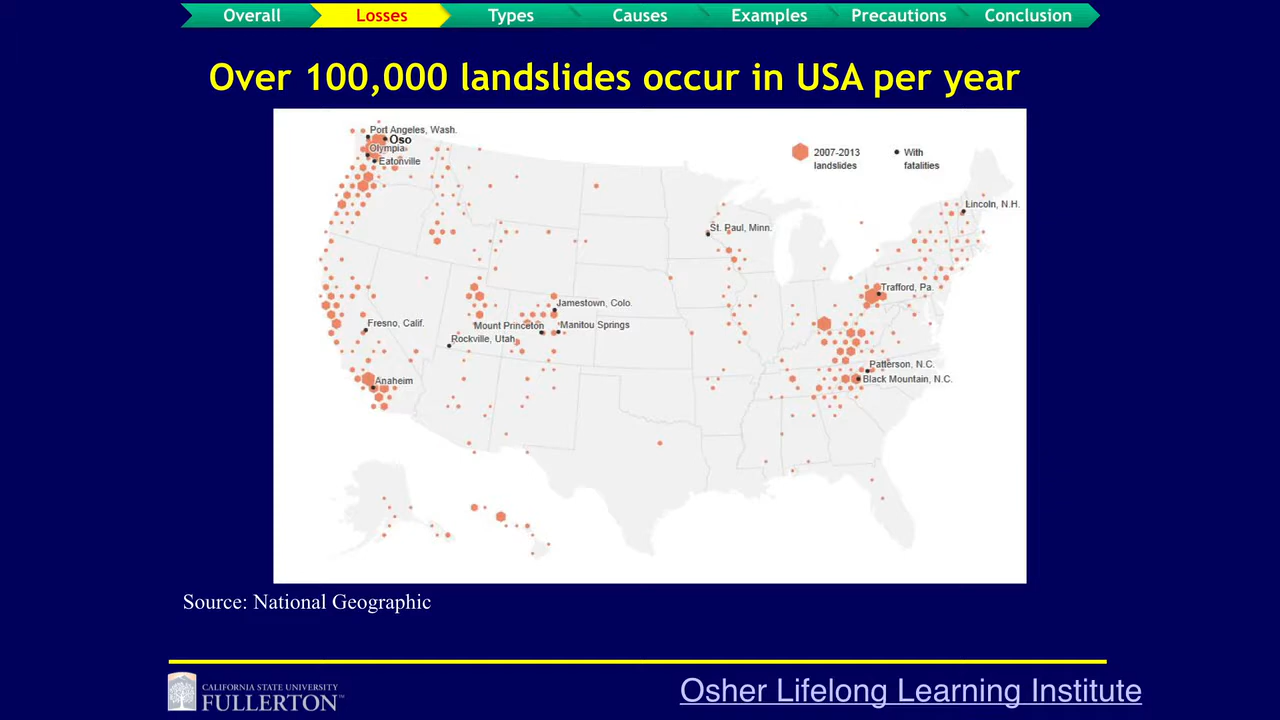 Overall Losses Types Causes Examples Precautions Conclusion
Over 100,000 landslides occur in USA per year
Port Angeles, Wash.
Oso
Olympia
Eatonville
2007-2013
landslides
With
fatalities
Lincoln, N.H.
St. Paul, Minn.
Trafford, Pa.
Jamestown, Colo.
Fresno, Calif.
Mount Princeton
Manitou Springs
Rockville, Utah
Patterson, N.C.
Anaheim
Black Mountain, N.C.
Source: National Geographic
CALIFORNIA STATE UNIVERSITY
FULLERTON™
Osher Lifelong Learning Institute